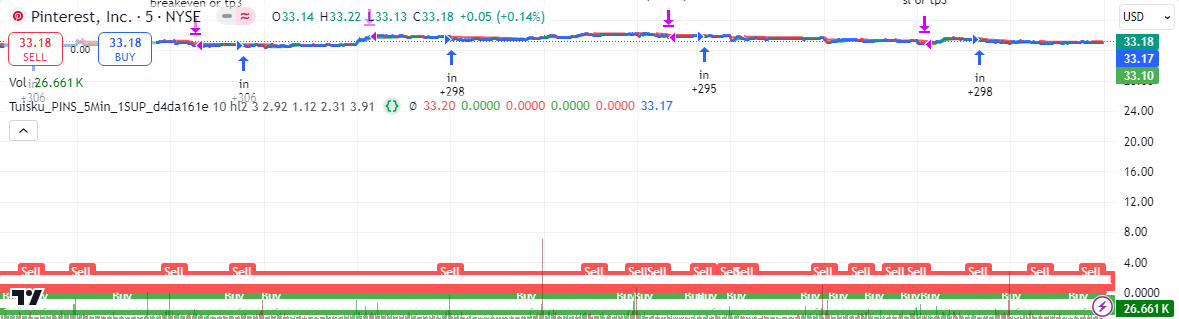 breakeven or tp3
Pinterest, Inc. · 5 · NYSE
O33.14 H33.22 L33.13 C33.18 +0.05 (+0.14%)
st or tp3
USD
33.18
SELL
0.00
33.18
BUY
33.18
33.17
33.10
in
in
in
in
in
+306
+306
+298
+295
+298
Vol 26.661 K
Tuisku_PINS_5Min_1SUP_d4da161e 10 hl2 3 2.92 1.12 2.31 3.91 {} Ø 33.20 0.0000 0.0000 0.0000 0.0000 33.17
24.00
20.00
16.00
12.00
8.00
4.00
0.0000
Sell Sell Sell Sell Sell Sell Sell Sell Sell Sell Sell Sell Sell Sell Sell Sell Sell Sell
Buy Buy Buy Buy Buy Buy Buy Buy Buy Buy Buy Buy Buy Buy Buy
26.661 K